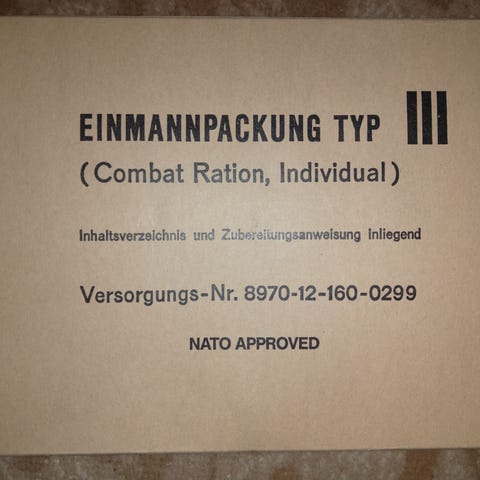 EINMANNPACKUNG TYP III
(Combat Ration, Individual)
Inhaltsverzeichnis und Zubereitungsanweisung inliegend
Versorgungs-Nr. 8970-12-160-0299
NATO APPROVED